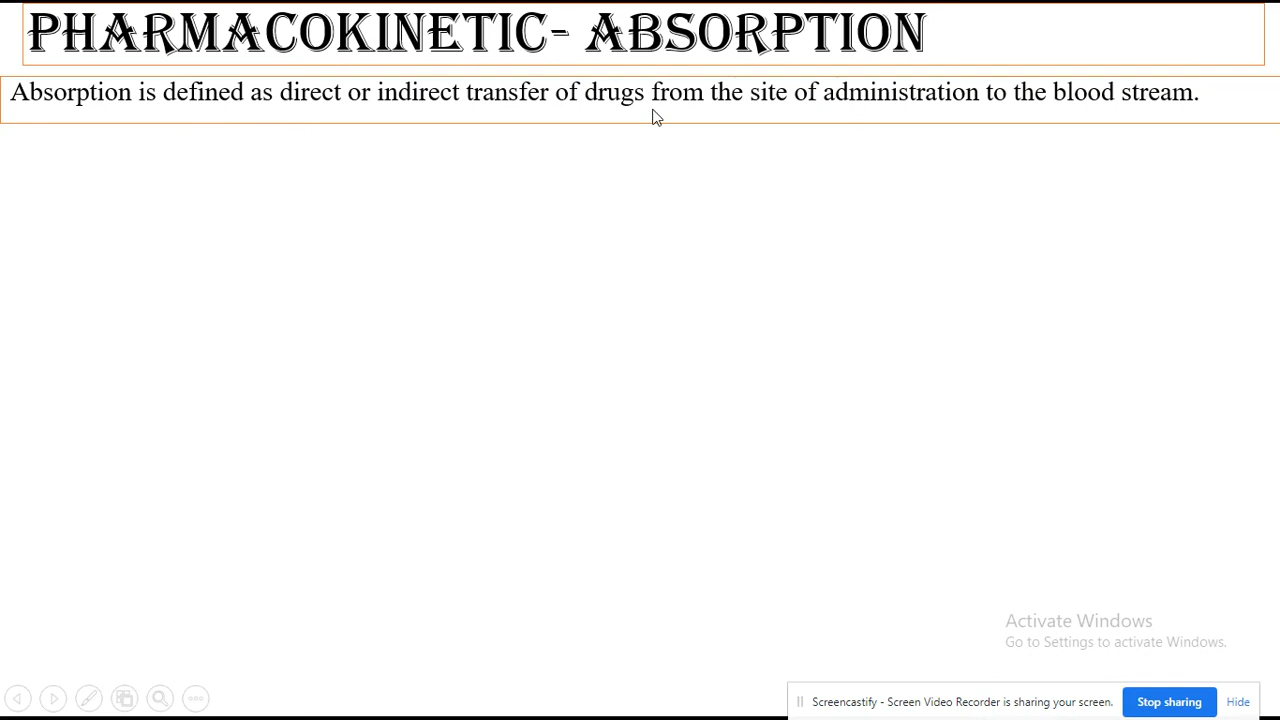 PHARMACOKINETIC- ABSORPTION
Absorption is defined as direct or indirect transfer of drugs from the site of administration to the blood stream.
Activate Windows
Go to Settings to activate Windows.
Screencastify - Screen Video Recorder is sharing your screen.
Stop sharing
Hide